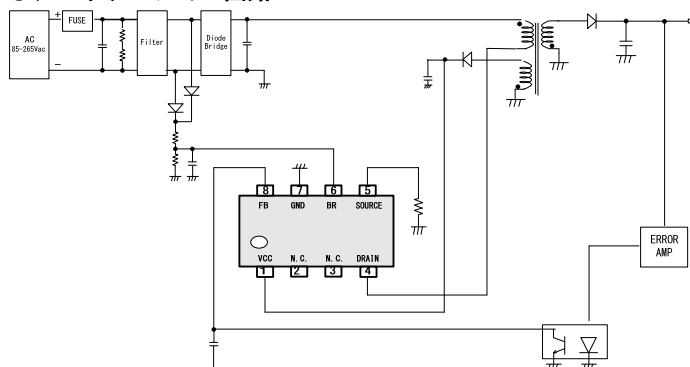 +
FUSE
AC
85-265Vac
−
Filter
Diode
Bridge
8 7 6 5
FB GND BR SOURCE
VCC N.C. N.C. DRAIN
1 2 3 4
ERROR
AMP